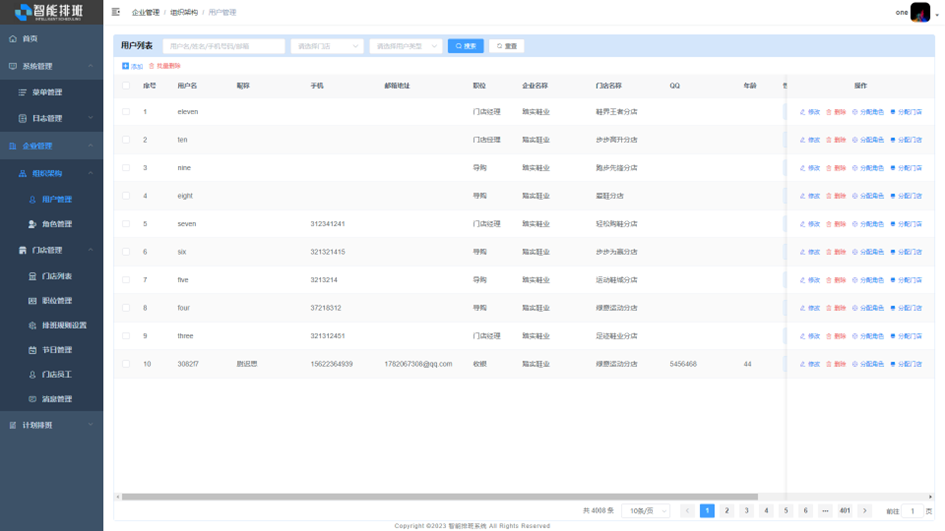 智能排班
INTELLIGENT SCHEDULING
首页
系统管理
菜单管理
日志管理
企业管理
组织架构
用户管理
角色管理
门店管理
门店列表
职位管理
排班规则设置
节日管理
门店员工
消息管理
计划排班
企业管理 / 组织架构 / 用户管理
one
用户列表 用户名/姓名/手机号码/邮箱 请选择门店 请选择用户类型 搜索 重置
添加 批量删除
序号 用户名 昵称 手机 邮箱地址 职位 企业名称 门店名称 QQ 年龄 操作
1 eleven 门店经理 踏实鞋业 鞋界王者分店 修改 删除 分配角色 分配门店
2 ten 门店经理 踏实鞋业 步步高升分店 修改 删除 分配角色 分配门店
3 nine 导购 踏实鞋业 跑步先锋分店 修改 删除 分配角色 分配门店
4 eight 导购 踏实鞋业 鞋分店 修改 删除 分配角色 分配门店
5 seven 312341241 门店经理 踏实鞋业 轻松购鞋分店 修改 删除 分配角色 分配门店
6 six 321321415 导购 踏实鞋业 步步为赢分店 修改 删除 分配角色 分配门店
7 five 3213214 导购 踏实鞋业 运动鞋城分店 修改 删除 分配角色 分配门店
8 four 37218312 导购 踏实鞋业 缘息运动分店 修改 删除 分配角色 分配门店
9 three 321312451 门店经理 踏实鞋业 足动鞋业分店 修改 删除 分配角色 分配门店
10 3082f7 尉迟思 15622364939 1782067308@qq.com 收银 踏实鞋业 缘息运动分店 5456468 44 修改 删除 分配角色 分配门店
共 4008 条 10条/页 1 2 3 4 5 6 ··· 401 前往 1 页
Copyright ©2023 智能排班系统 All Rights Reserved